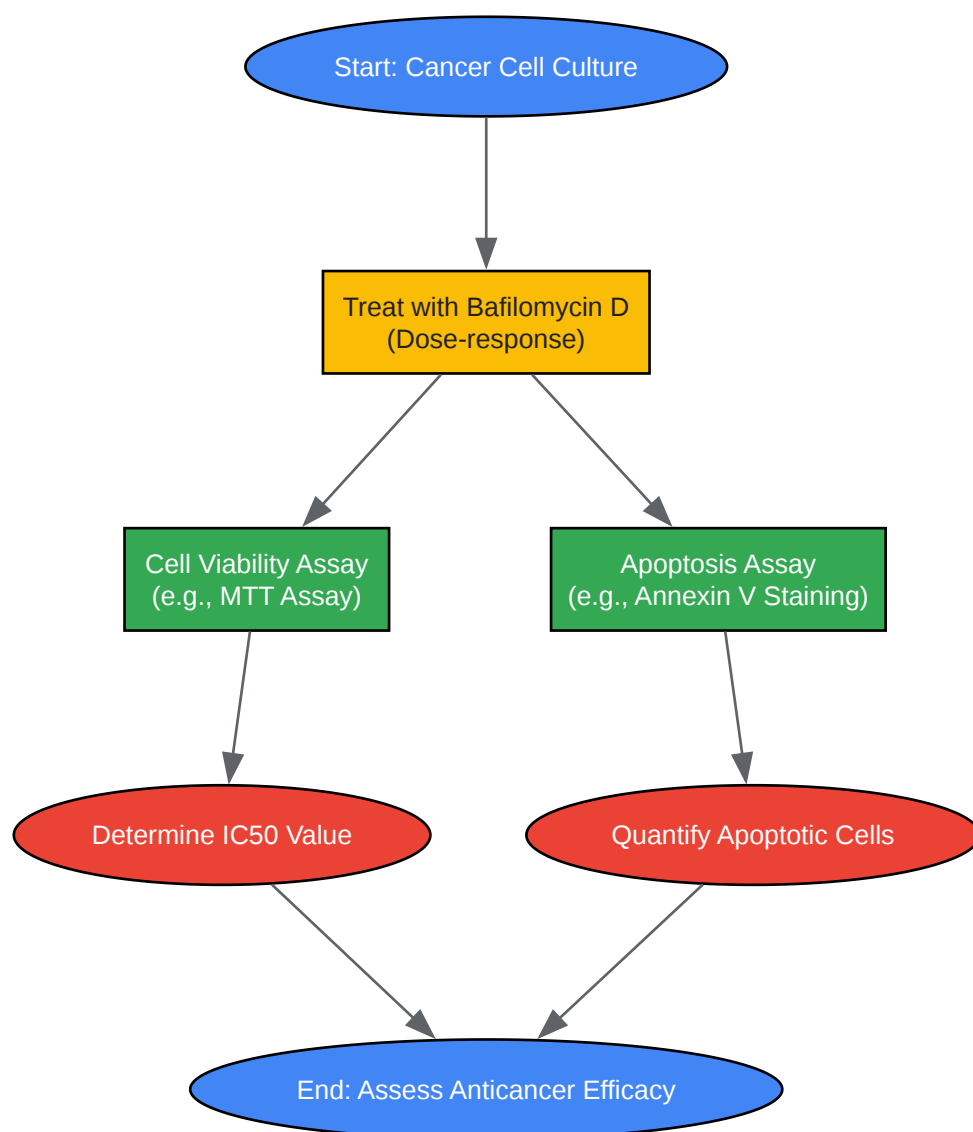 Start: Cancer Cell Culture
Treat with Bafilomycin D
(Dose-response)
Cell Viability Assay
(e.g., MTT Assay)
Apoptosis Assay
(e.g., Annexin V Staining)
Determine IC50 Value
Quantify Apoptotic Cells
End: Assess Anticancer Efficacy